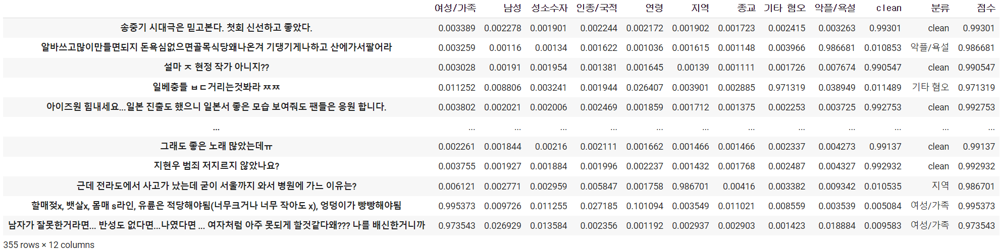 여성/가족 남성 성소수자 인종/국적 연령 지역 종교 기타 혐오 악플/욕설 clean 분류 점수
송중기 시대극은 믿고본다. 첫회 신선하고 좋았다. 0.003389 0.002278 0.001901 0.002244 0.002172 0.001902 0.001723 0.002415 0.003263 0.99301 clean 0.99301
알바쓰고많이만들면되지 돈욕심없으면골목식당왜나온겨 기댕기게나하고 산에가서팔어라 0.003259 0.00116 0.00134 0.001622 0.001036 0.001615 0.001148 0.003966 0.986681 0.010853 악플/욕설 0.986681
설마 ㅈ 현정 작가 아니지?? 0.003028 0.00191 0.001954 0.001381 0.001645 0.00139 0.001111 0.001726 0.007674 0.990547 clean 0.990547
일베충들 ㅂㄷ거리는것봐라 ㅉㅉ 0.011252 0.008806 0.003241 0.001944 0.026407 0.003901 0.002885 0.971319 0.038949 0.011489 기타 혐오 0.971319
아이즈원 힘내세요...일본 진출도 했으니 일본서 좋은 모습 보여줘도 팬들은 응원 합니다. 0.003802 0.002021 0.002006 0.002469 0.001859 0.001712 0.001375 0.002253 0.003725 0.992753 clean 0.992753
... ... ... ... ... ... ... ... ... ... ... ... ...
그래도 좋은 노래 많았는데ㅠ 0.002261 0.001844 0.00216 0.002111 0.001662 0.001466 0.001466 0.002337 0.004273 0.99137 clean 0.99137
지현우 범죄 저지르지 않았나요? 0.003755 0.001927 0.001884 0.001996 0.002237 0.001432 0.001768 0.002487 0.004327 0.992932 clean 0.992932
근데 전라도에서 사고가 났는데 굳이 서울까지 와서 병원에 가느 이유는? 0.006121 0.002771 0.002959 0.005847 0.001758 0.986701 0.00416 0.003382 0.009342 0.010535 지역 0.986701
할매젖x, 뱃살x, 몸매 s라인, 유륜은 적당해야됨(너무크거나 너무 작아도 x), 엉덩이가 빵빵해야됨 0.995373 0.009726 0.011255 0.027185 0.101094 0.003549 0.011021 0.008559 0.003539 0.005084 여성/가족 0.995373
남자가 잘못한거라면... 반성도 없다면...나였다면 ... 여자처럼 아주 못되게 할것같다왜??? 나를 배신한거니까 0.973543 0.026929 0.013584 0.002356 0.001192 0.002937 0.002903 0.001423 0.018884 0.009583 여성/가족 0.973543
355 rows × 12 columns